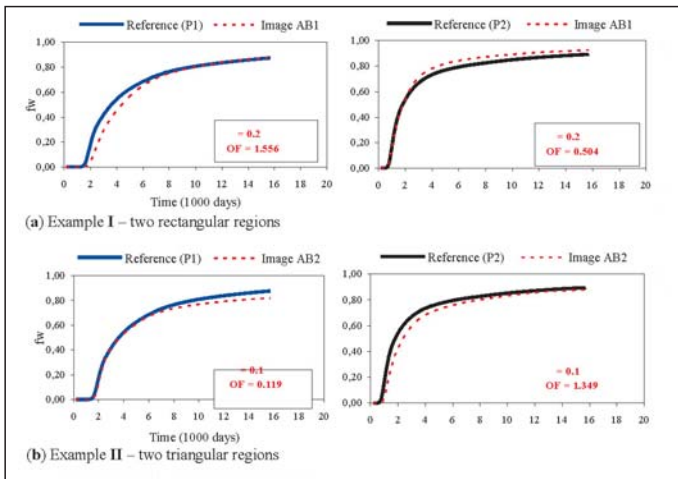 Reference (P1) Image AB1
Reference (P2) Image AB1
1,00
0,80
0,60
0,40
0,20
0,00
fw
= 0.2
OF = 1.556
0 2 4 6 8 10 12 14 16 18 20
Time (1000 days)
1,00
0,80
0,60
0,40
0,20
0,00
= 0.2
OF = 0.504
0 2 4 6 8 10 12 14 16 18 20
(a) Example I – two rectangular regions
Reference (P1) Image AB2
Reference (P2) Image AB2
1,00
0,80
0,60
0,40
0,20
0,00
fw
= 0.1
OF = 0.119
0 2 4 6 8 10 12 14 16 18 20
Time (1000 days)
1,00
0,80
0,60
0,40
0,20
0,00
= 0.1
OF = 1.349
0 2 4 6 8 10 12 14 16 18 20
(b) Example II – two triangular regions